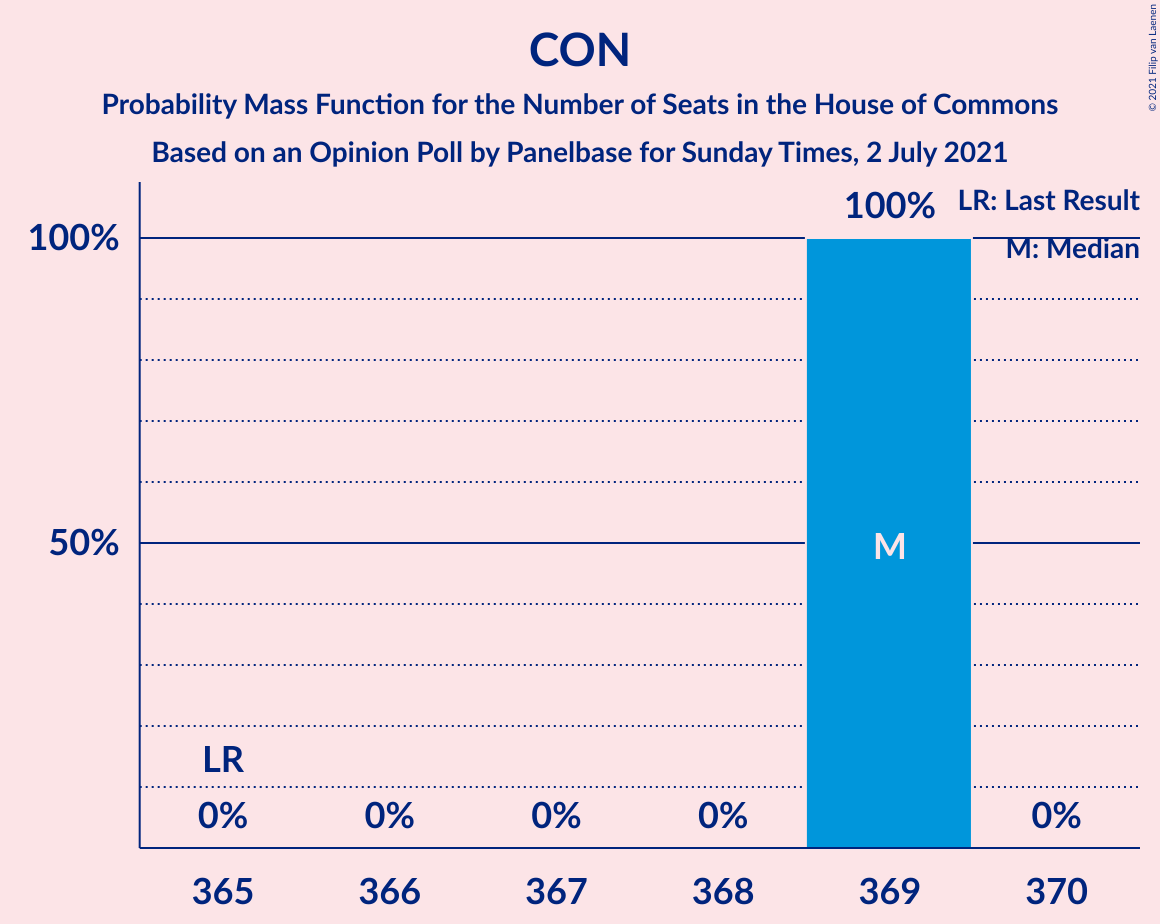 CON
Probability Mass Function for the Number of Seats in the House of Commons
Based on an Opinion Poll by Panelbase for Sunday Times, 2 July 2021
© 2021 Filip van Laenen
LR: Last Result
M: Median
100%
100%
50%
M
LR
0%
0%
0%
0%
0%
365
366
367
368
369
370